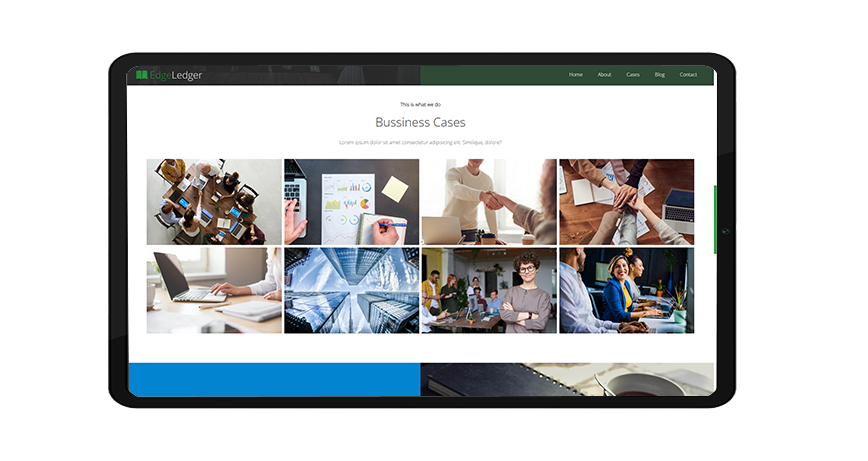 EdgeLedger
Home About Cases Blog Contact
This is what we do
Bussiness Cases
Lorem ipsum dolor sit amet consectetur adipisicing elit. Similique, dolore?